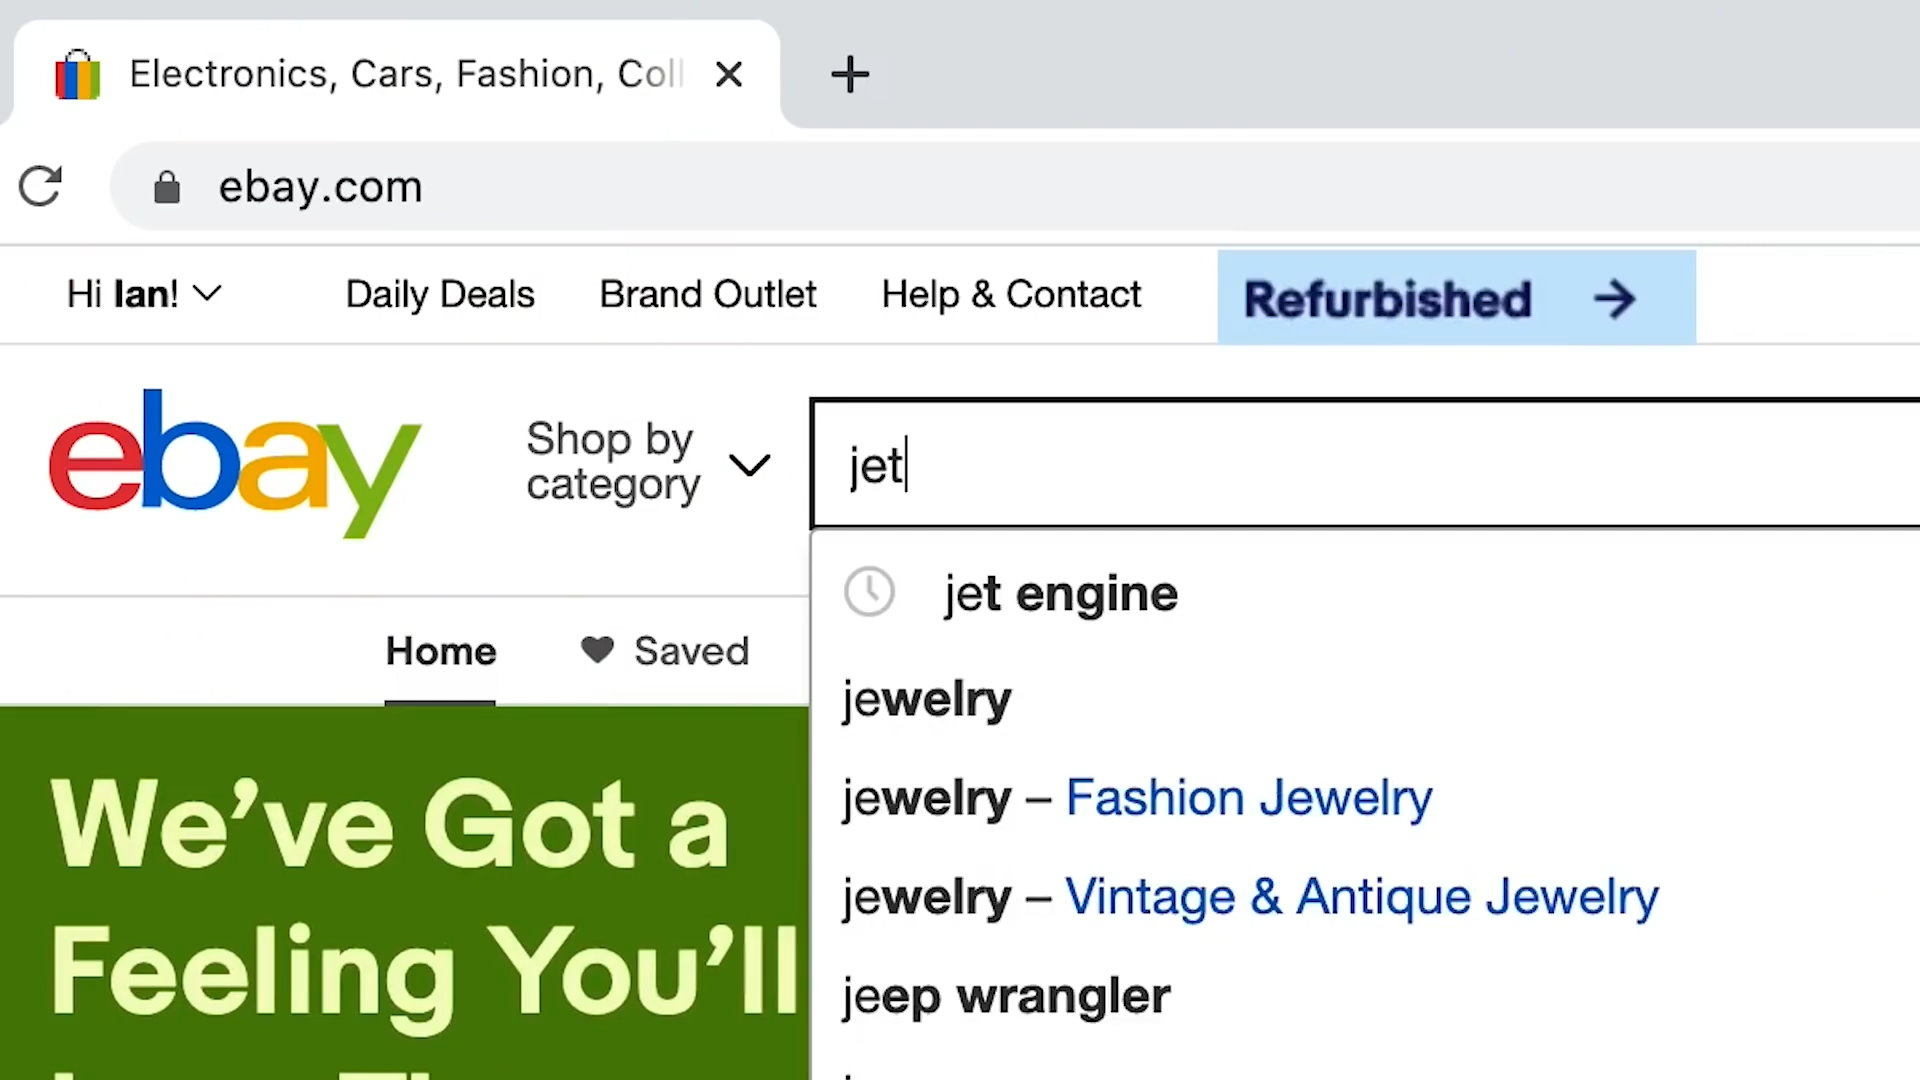 Electronics, Cars, Fashion, Coll
ebay.com
Hi Ian! Daily Deals Brand Outlet Help & Contact Refurbished
ebay
Shop by
category
jet
jet engine
jewelry
jewelry – Fashion Jewelry
jewelry – Vintage & Antique Jewelry
jeep wrangler
Home Saved
We’ve Got a
Feeling You’ll